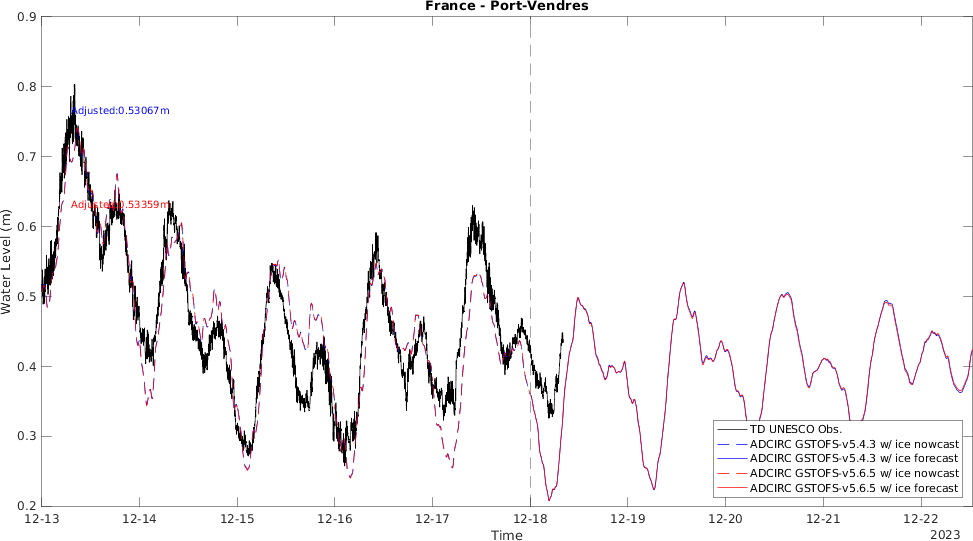 France - Port-Vendres
0.9
0.8
0.7
0.6
0.5
0.4
0.3
0.2
Water Level (m)
Adjusted:0.53067m
Adjusted:0.53359m
TD UNESCO Obs.
ADCIRC GSTOFS-v5.4.3 w/ ice nowcast
ADCIRC GSTOFS-v5.4.3 w/ ice forecast
ADCIRC GSTOFS-v5.6.5 w/ ice nowcast
ADCIRC GSTOFS-v5.6.5 w/ ice forecast
12-13 12-14 12-15 12-16 12-17 12-18 12-19 12-20 12-21 12-22
Time
2023